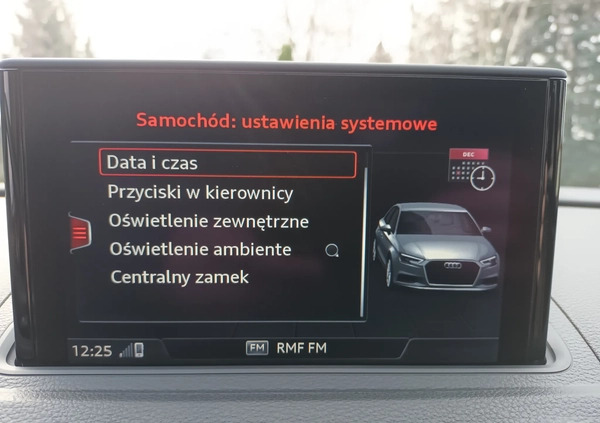 Samochód: ustawienia systemowe
DEC
Data i czas
Przyciski w kierownicy
Oświetlenie zewnętrzne
Oświetlenie ambiente
Centralny zamek
12:25
FM RMF FM